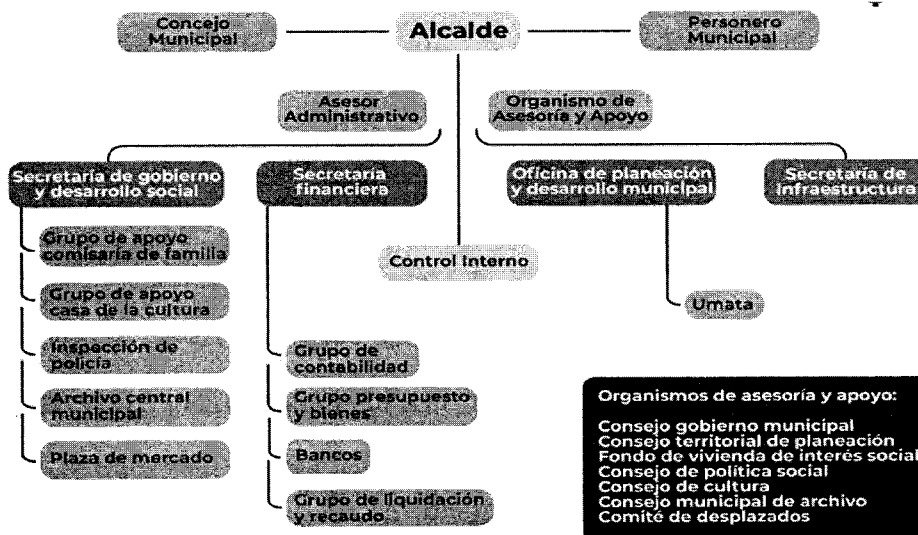 Concejo
Municipal
Alcalde
Personero
Municipal
Asesor
Administrativo
Organismo de
Asesoría y Apoyo
Secretaría de gobierno
y desarrollo social
Secretaría
financiera
Oficina de planeación
y desarrollo municipal
Secretaría de
infraestructura
Grupo de apoyo
comisaría de familia
Grupo de apoyo
casa de la cultura
Inspección de
policía
Archivo central
municipal
Plaza de mercado
Control Interno
Grupo de
contabilidad
Grupo presupuesto
y bienes
Bancos
Grupo de liquidación
y recaudo
Umata
Organismos de asesoría y apoyo:
Consejo gobierno municipal
Consejo territorial de planeación
Fondo de vivienda de interés social
Consejo de política social
Consejo de cultura
Consejo municipal de archivo
Comité de desplazados